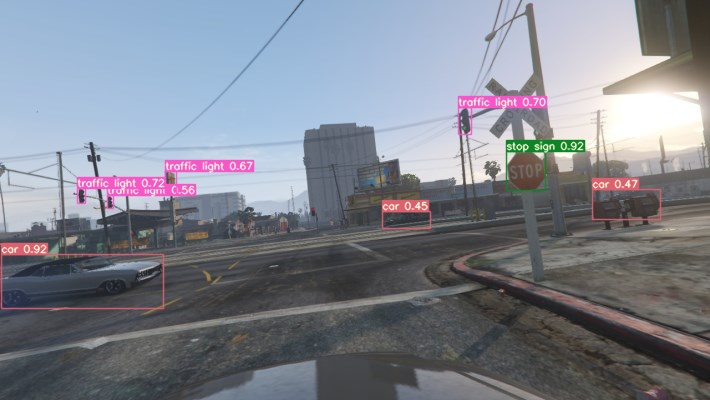 traffic light 0.70
stop sign 0.92
STOP
traffic light 0.67
traffic light 0.72
traffic light 0.56
car 0.47
car 0.45
car 0.92